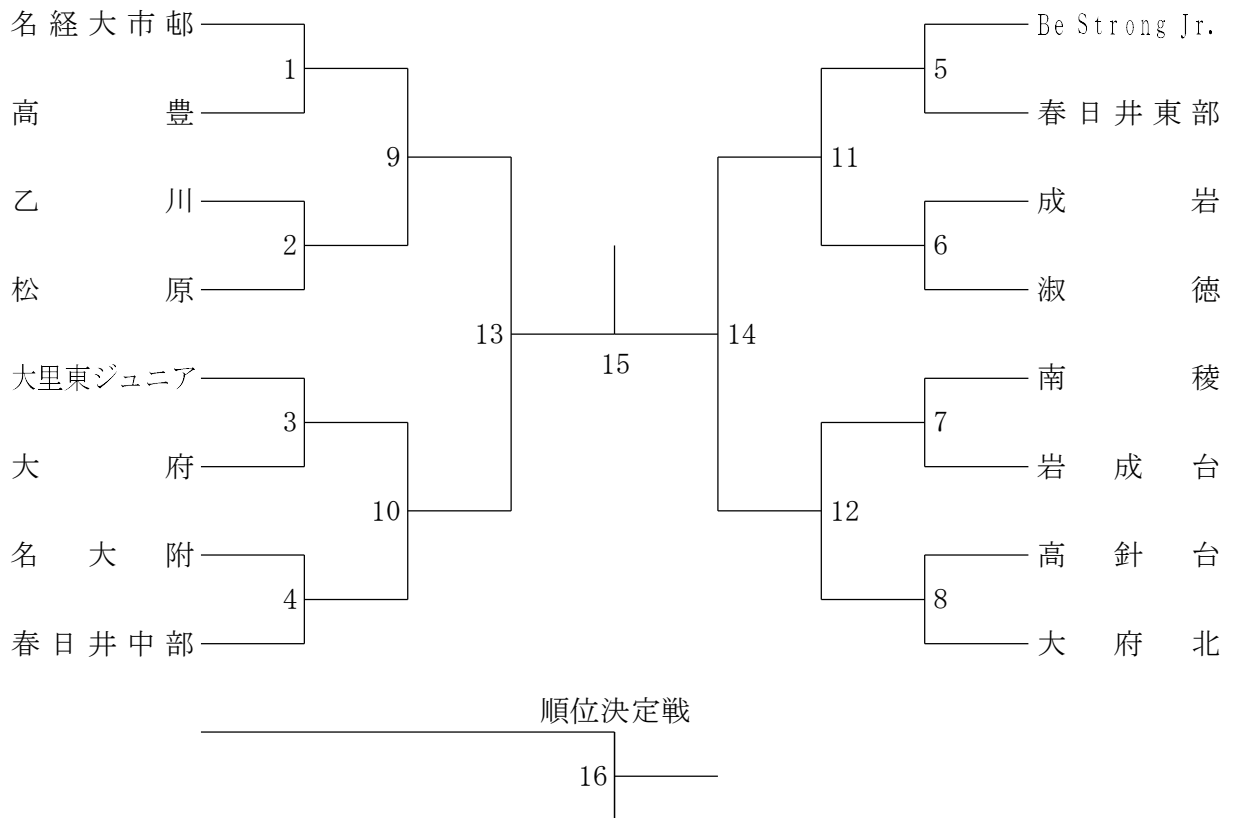 名経大市邨
高豊
乙川
松原
大里東ジュニア
大府
名大附
春日井中部
1
2
3
4
9
10
13
15
14
11
12
5
6
7
8
Be Strong Jr.
春日井東部
成岩
淑徳
南稜
岩成台
高針台
大府北
順位決定戦
16